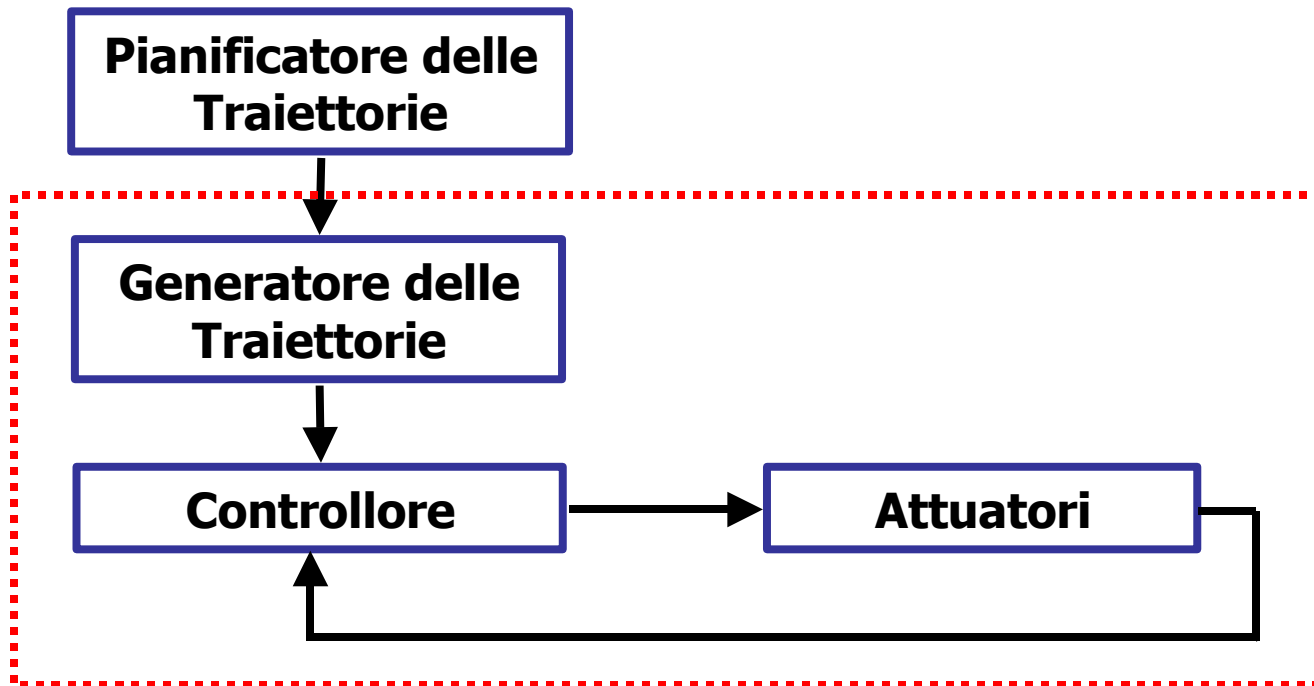 Pianificatore delle
Traiettorie
Generatore delle
Traiettorie
Controllore
Attuatori